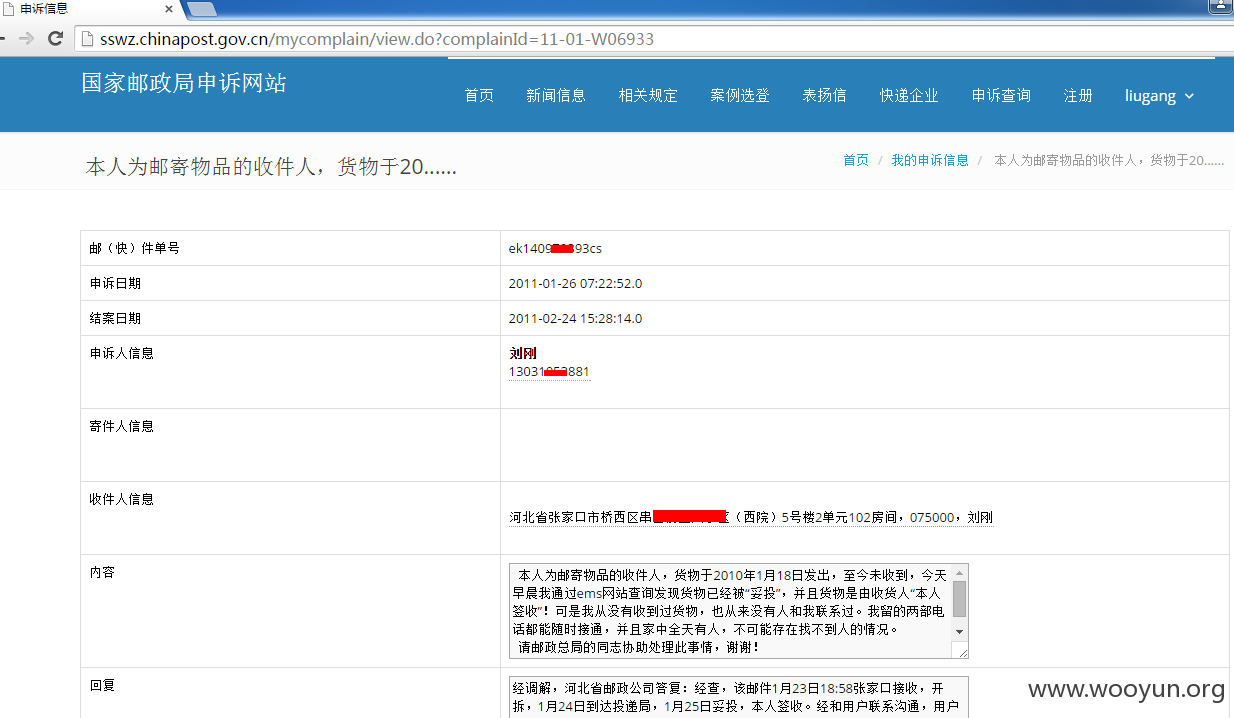 申诉信息
sswz.chinapost.gov.cn/mycomplain/view.do?complainId=11-01-W06933
国家邮政局申诉网站
首页 新闻信息 相关规定 案例选登 表扬信 快递企业 申诉查询 注册 liugang
本人为邮寄物品的收件人，货物于20......
首页 / 我的申诉信息 / 本人为邮寄物品的收件人，货物于20......
邮（快）件单号 ek1409 93cs
申诉日期 2011-01-26 07:22:52.0
结案日期 2011-02-24 15:28:14.0
申诉人信息 刘刚
13031 881
寄件人信息
收件人信息
河北省张家口市桥西区串 （西院）5号楼2单元102房间，075000，刘刚
内容
本人为邮寄物品的收件人，货物于2010年1月18日发出，至今未收到，今天
早晨我通过ems网站查询发现货物已经被“妥投”，并且货物是由收货人“本人
签收”！可是我从没有收到过货物，也从来没有人和我联系过。我留的两部电
话都能随时接通，并且家中全天有人，不可能存在找不到人的情况。
请邮政总局的同志协助处理此事情，谢谢！
回复
经调解，河北省邮政公司答复：经查，该邮件1月23日18:58张家口接收，开
拆，1月24日到达投递局，1月25日妥投，本人签收。经和用户联系沟通，用户
www.wooyun.org